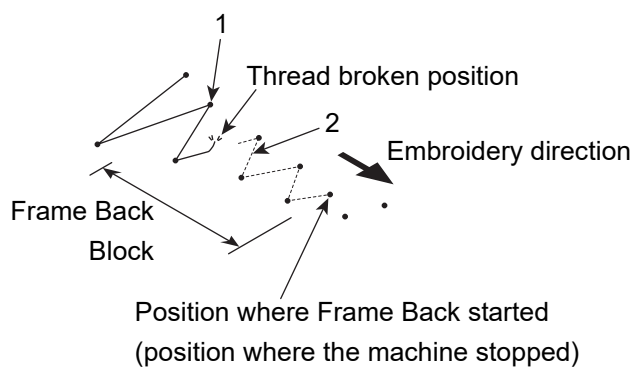 1
Thread broken position
2
Embroidery direction
Frame Back
Block
Position where Frame Back started
(position where the machine stopped)